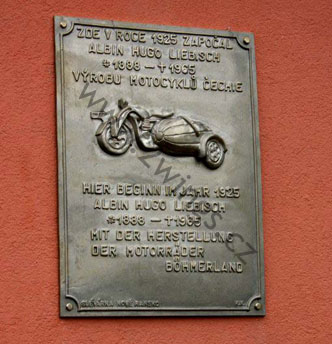 ZDE V ROCE 1925 ZAPOČAL
ALBIN HUGO LIEBISCH
*1888 – †1965
VÝROBU MOTOCYKLŮ ČECHIE
HIER BEGINN IM JAHR 1925
ALBIN HUGO LIEBISCH
*1888 – †1965
MIT DER HERSTELLUNG
DER MOTORRÄDER
BÖHMERLAND